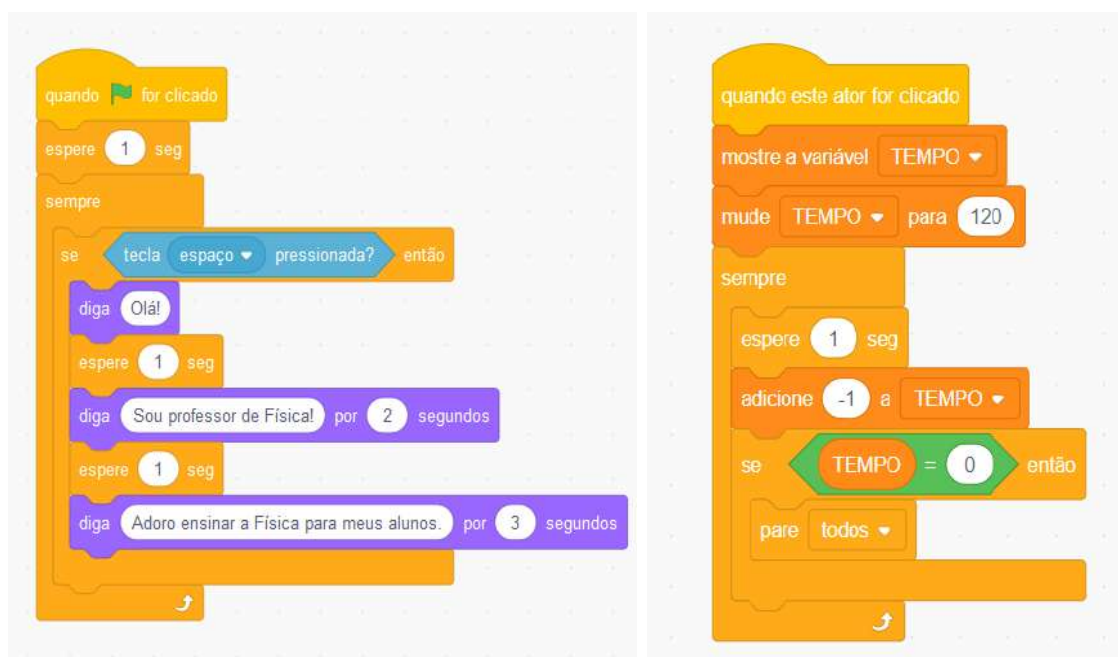 quando for clicado
espere 1 seg
sempre
se tecla espaço pressionada? então
diga Olá!
espere 1 seg
diga Sou professor de Física! por 2 segundos
espere 1 seg
diga Adoro ensinar a Física para meus alunos. por 3 segundos
quando este ator for clicado
mostre a variável TEMPO
mude TEMPO para 120
sempre
espere 1 seg
adicione -1 a TEMPO
se TEMPO = 0 então
pare todos